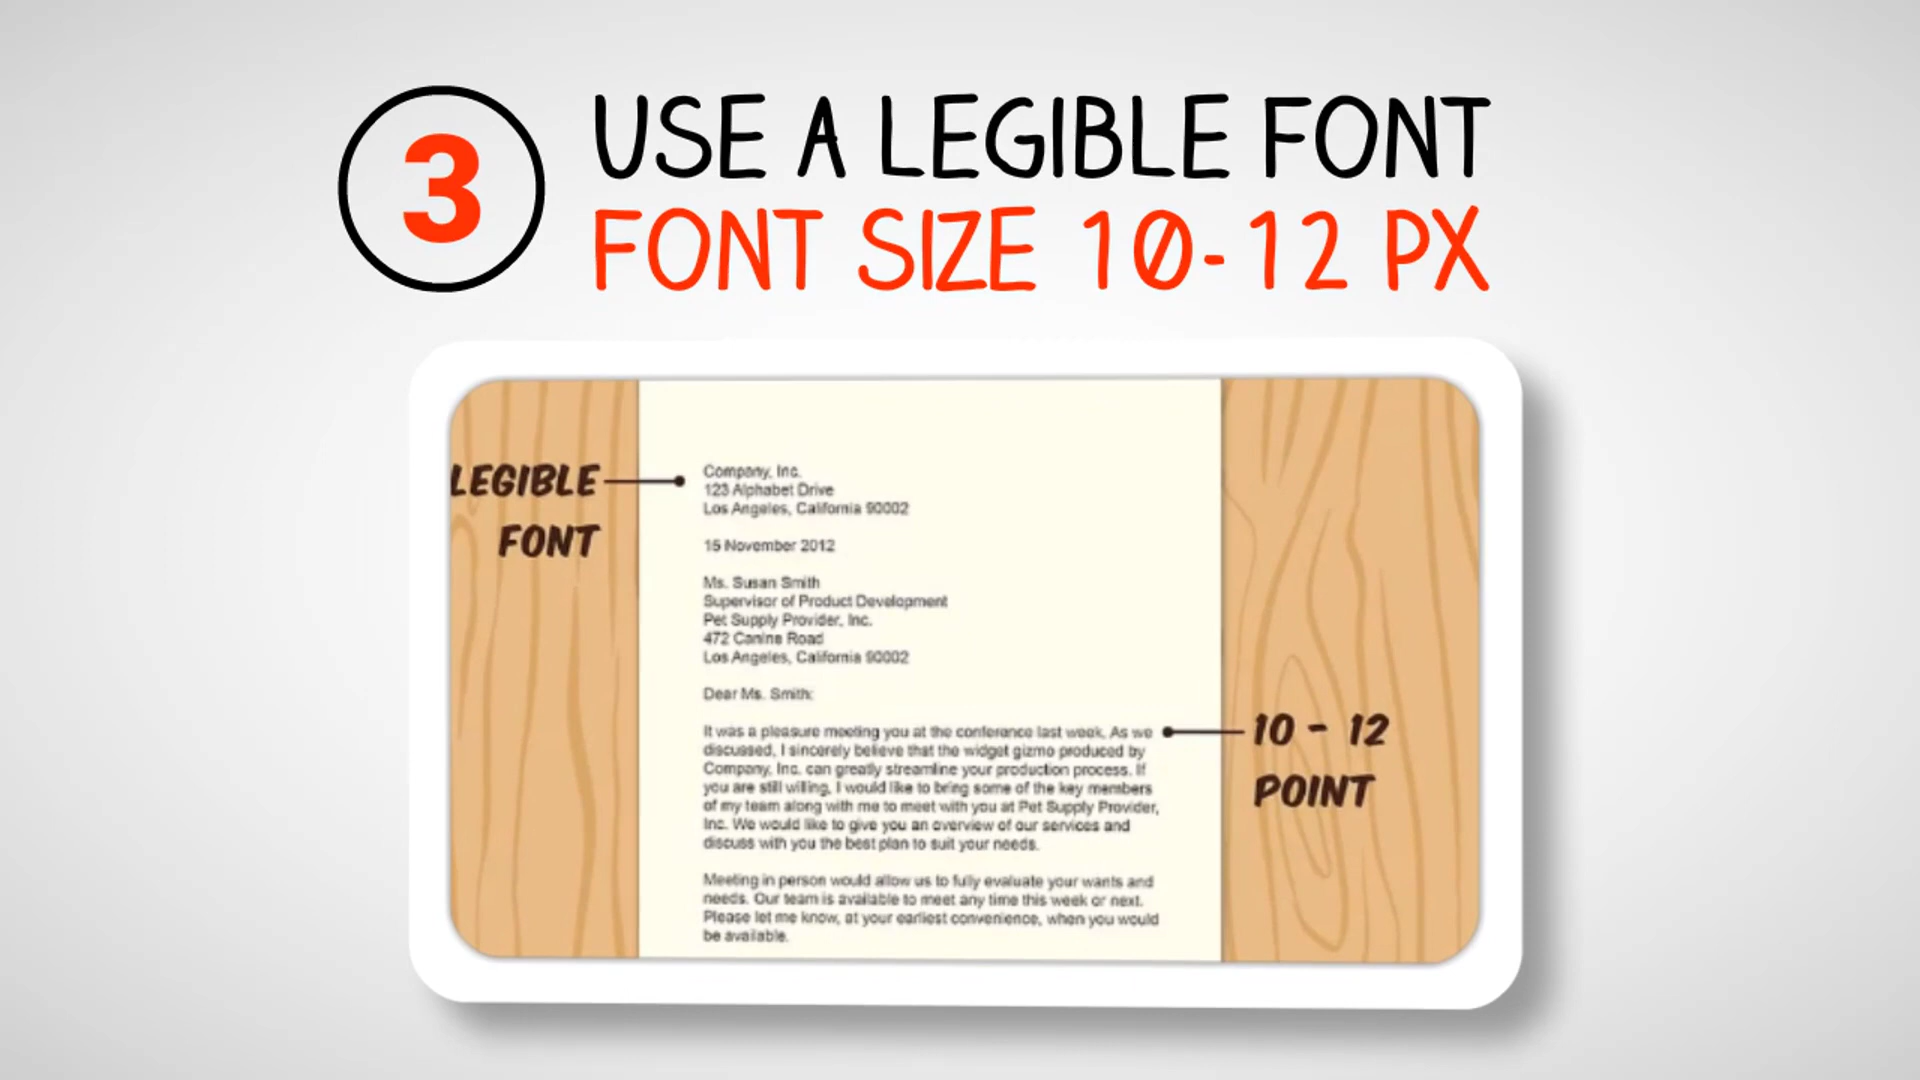 3
USE A LEGIBLE FONT
FONT SIZE 10-12 PX
LEGIBLE
FONT
Company, Inc.
123 Alphabet Drive
Los Angeles, California 90002
15 November 2012
Ms. Susan Smith
Supervisor of Product Development
Pet Supply Provider, Inc.
472 Canine Road
Los Angeles, California 90002
Dear Ms. Smith:
It was a pleasure meeting you at the conference last week. As we
discussed, I sincerely believe that the widget gizmo produced by
Company, Inc. can greatly streamline your production process. If
you are still willing, I would like to bring some of the key members
of my team along with me to meet with you at Pet Supply Provider,
Inc. We would like to give you an overview of our services and
discuss with you the best plan to suit your needs.
10 - 12
POINT
Meeting in person would allow us to fully evaluate your wants and
needs. Our team is available to meet any time this week or next.
Please let me know, at your earliest convenience, when you would
be available.